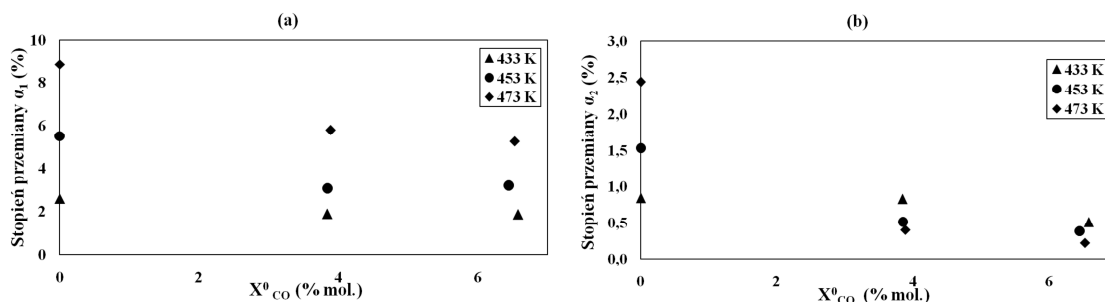 (a)
Stopień przemiany α₁ (%)
10
8
6
4
2
0
433 K
453 K
473 K
0 2 4 6
X⁰CO (% mol.)
(b)
Stopień przemiany α₂ (%)
3,0
2,5
2,0
1,5
1,0
0,5
0,0
433 K
453 K
473 K
0 2 4 6
X⁰CO (% mol.)